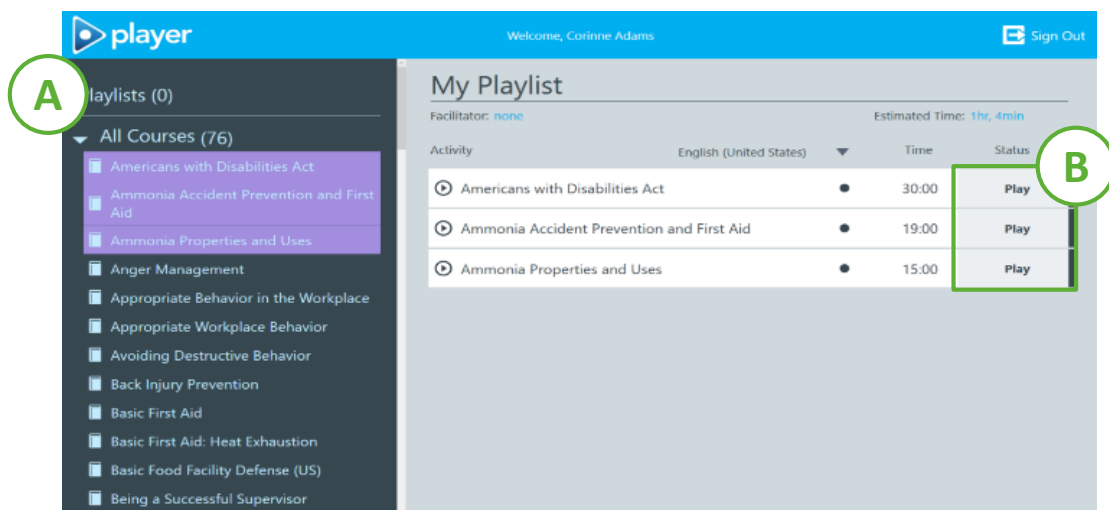 player
Welcome, Corinne Adams
Sign Out
A
laylists (0)
All Courses (76)
Americans with Disabilities Act
Ammonia Accident Prevention and First
Aid
Ammonia Properties and Uses
Anger Management
Appropriate Behavior in the Workplace
Appropriate Workplace Behavior
Avoiding Destructive Behavior
Back Injury Prevention
Basic First Aid
Basic First Aid: Heat Exhaustion
Basic Food Facility Defense (US)
Being a Successful Supervisor
My Playlist
Facilitator: none
Estimated Time: 1hr, 4min
Activity English (United States) Time Status
B
Americans with Disabilities Act 30:00 Play
Ammonia Accident Prevention and First Aid 19:00 Play
Ammonia Properties and Uses 15:00 Play